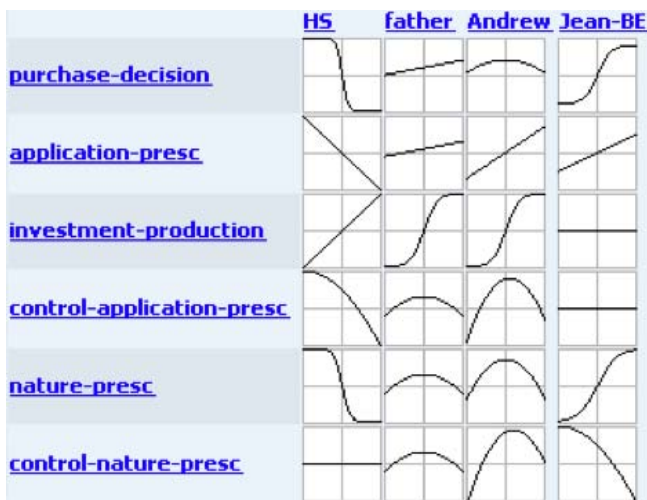 HS father Andrew Jean-BE
purchase-decision
application-presc
investment-production
control-application-presc
nature-presc
control-nature-presc